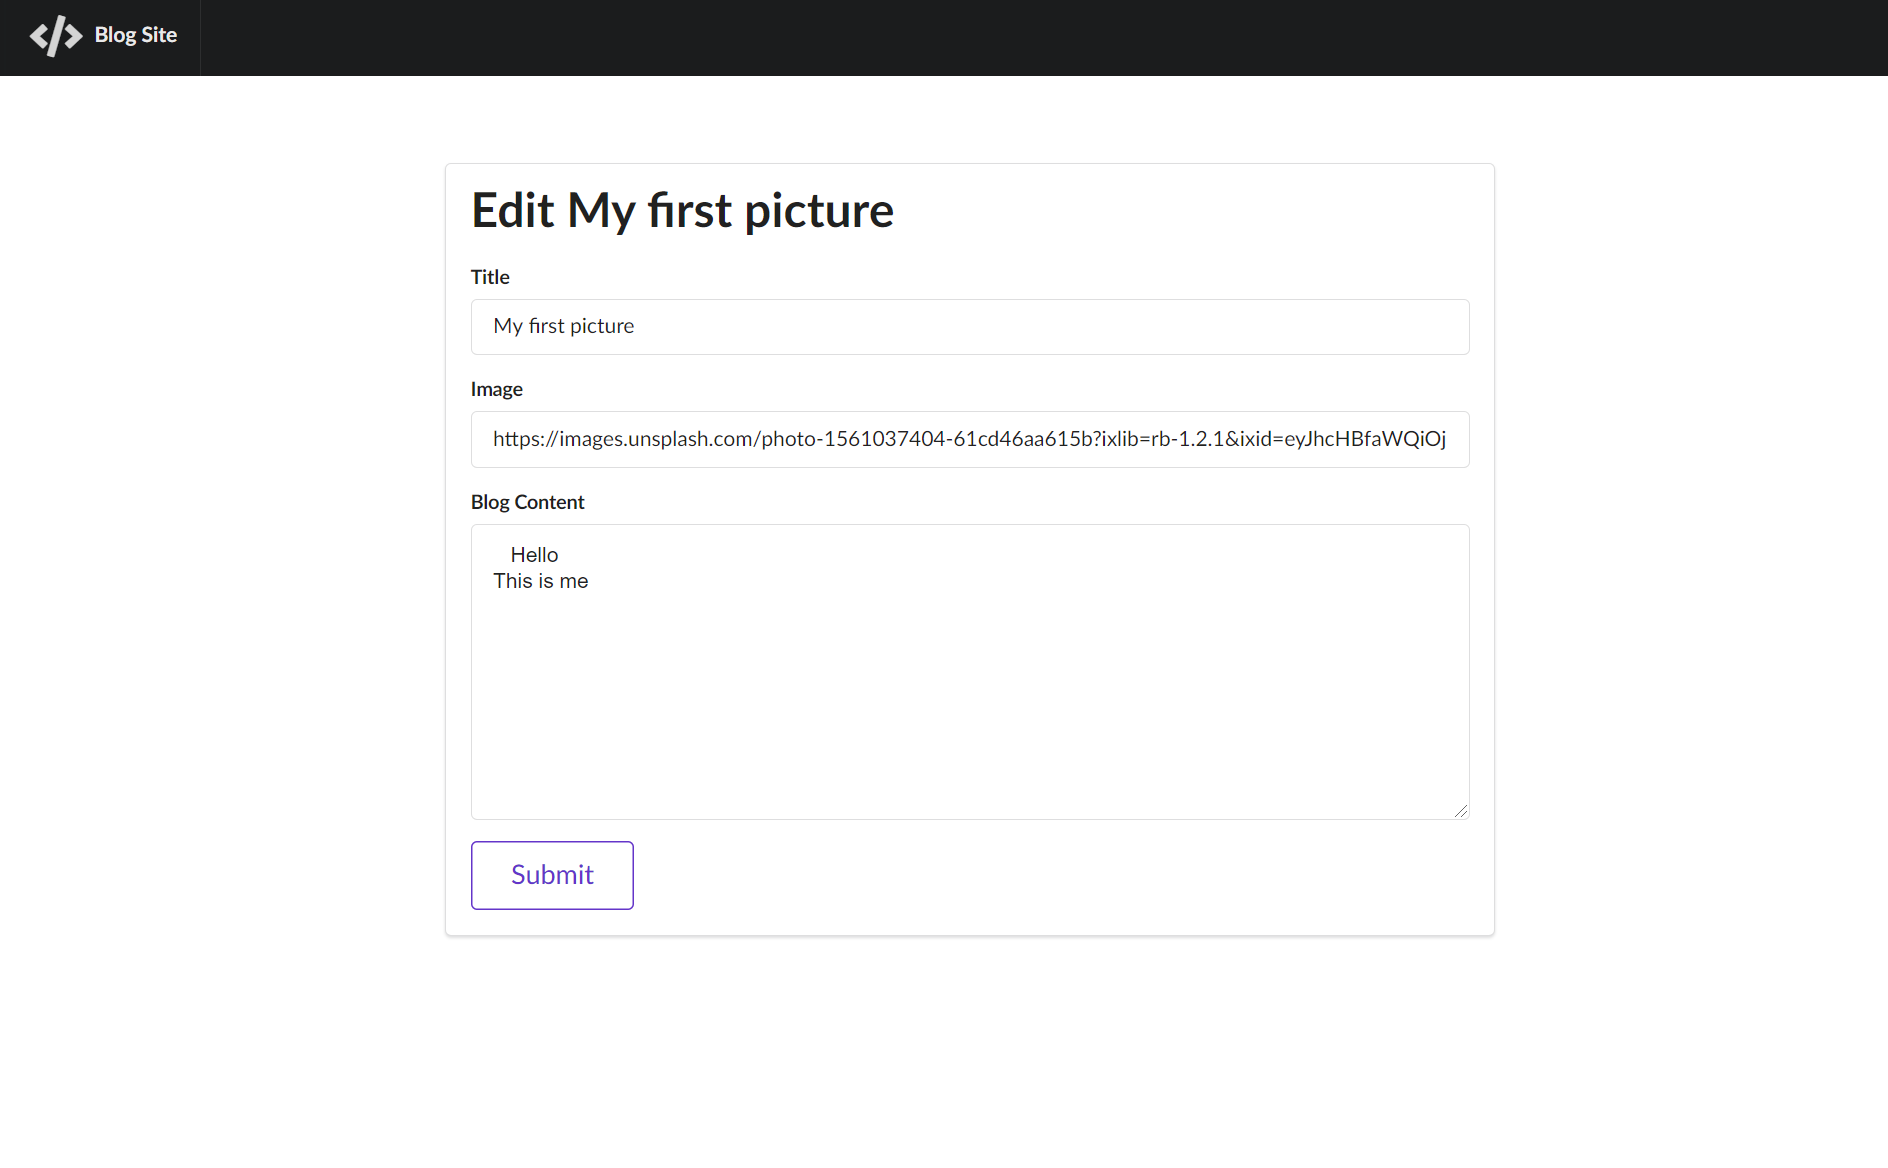 Blog Site
Edit My first picture
Title
My first picture
Image
https://images.unsplash.com/photo-1561037404-61cd46aa615b?ixlib=rb-1.2.1&ixid=eyJhcHBfaWQiOj
Blog Content
Hello
This is me
Submit